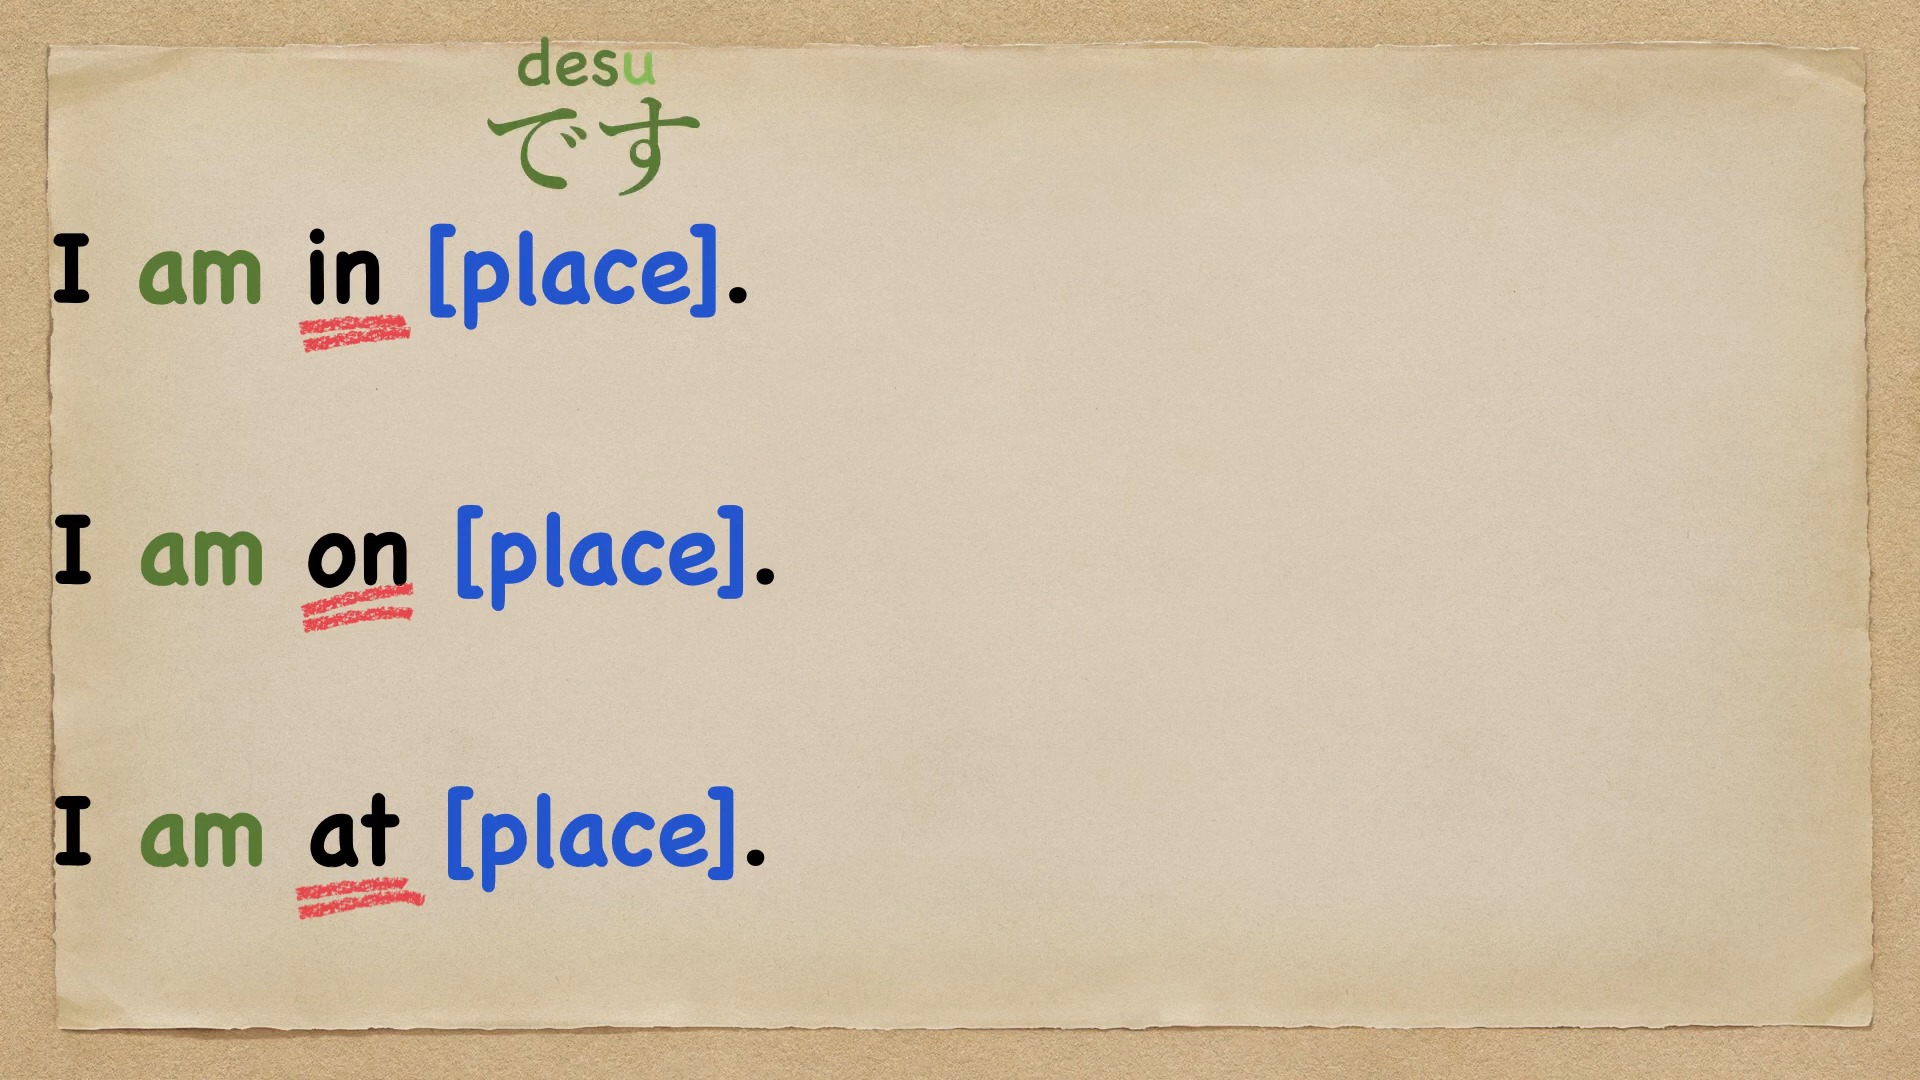 desu
です
I am in [place].
I am on [place].
I am at [place].